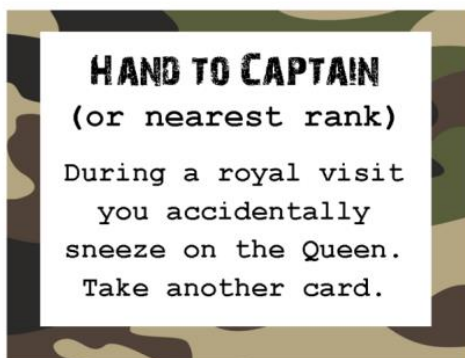 HAND TO CAPTAIN
(or nearest rank)
During a royal visit
you accidentally
sneeze on the Queen.
Take another card.